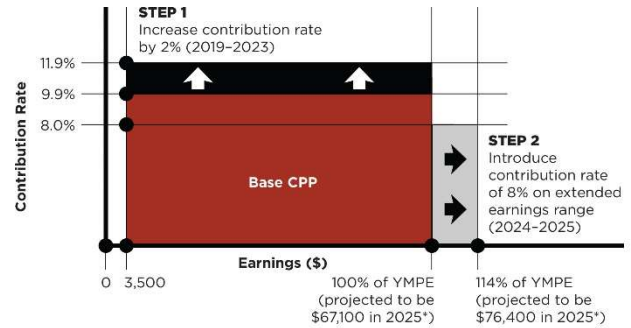 STEP 1
Increase contribution rate
by 2% (2019–2023)
11.9%
9.9%
8.0%
Contribution Rate
Base CPP
STEP 2
Introduce
contribution rate
of 8% on extended
earnings range
(2024–2025)
Earnings ($)
0
3,500
100% of YMPE
(projected to be
$67,100 in 2025*)
114% of YMPE
(projected to be
$76,400 in 2025*)